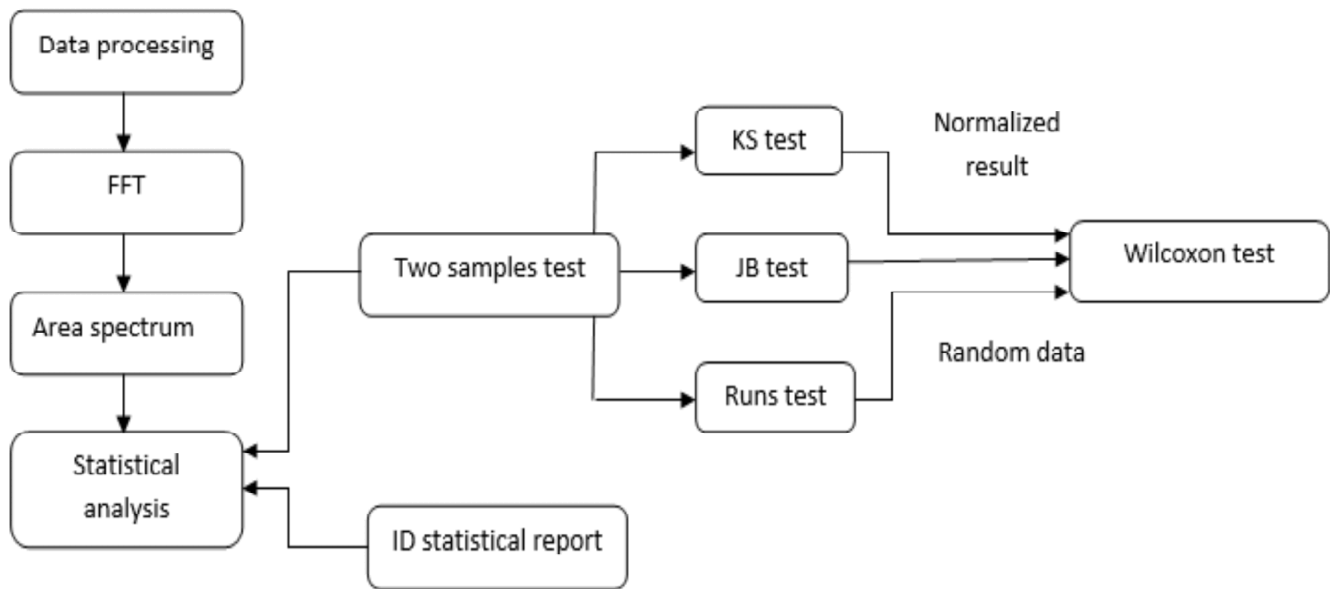 Data processing
FFT
Area spectrum
Statistical
analysis
Two samples test
ID statistical report
KS test
JB test
Runs test
Normalized
result
Random data
Wilcoxon test